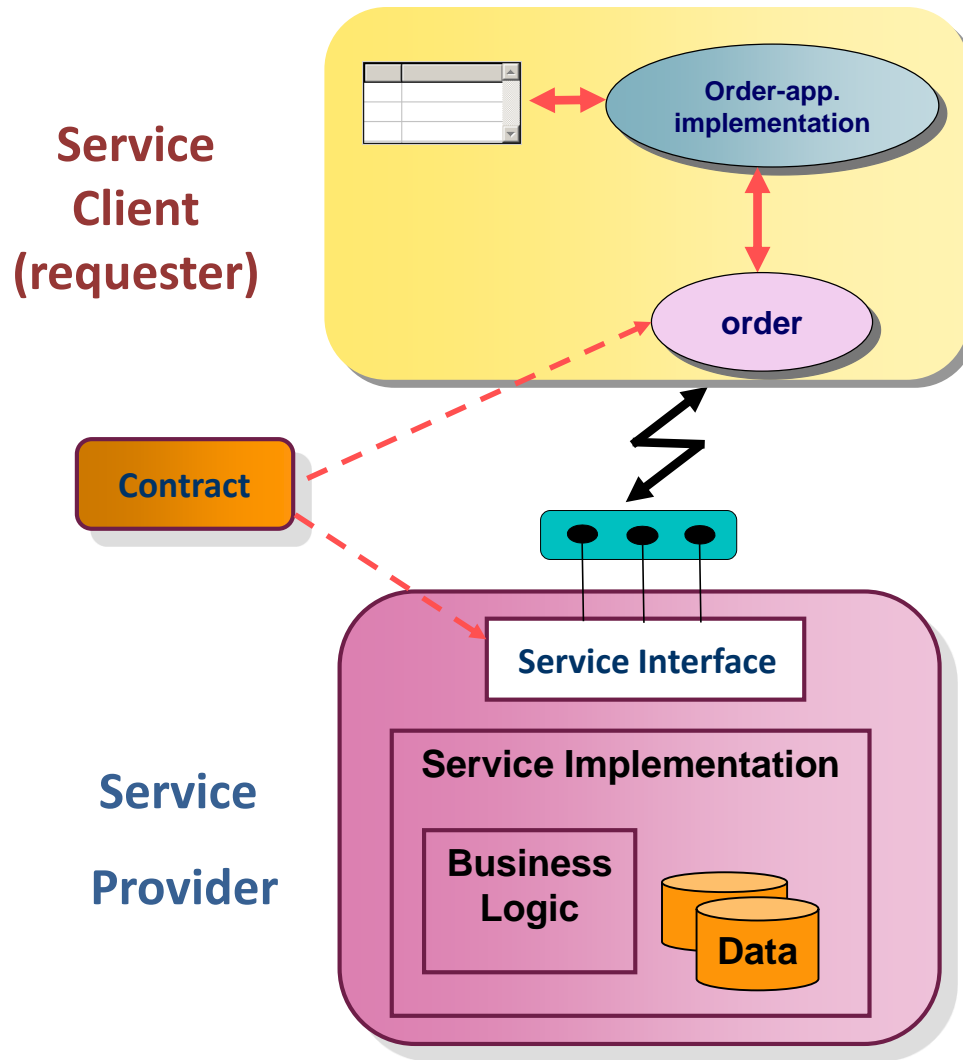 Service
Client
(requester)
Order-app.
implementation
order
Contract
Service Interface
Service Implementation
Business
Logic
Data
Service
Provider